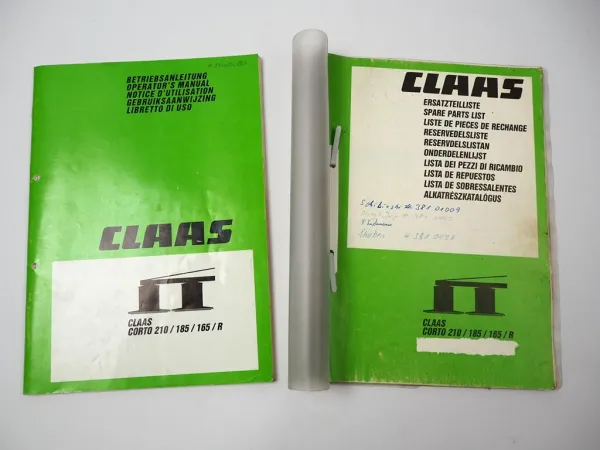 BETRIEBSANLEITUNG
OPERATOR'S MANUAL
NOTICE D'UTILISATION
GEBRUIKSAANWIJZING
LIBRETTO DI USO
CLAAS
CLAAS
CORTO 210 / 185 / 165 / R
CLAAS
ERSATZTEILLISTE
SPARE PARTS LIST
LISTE DE PIECES DE RECHANGE
RESERVEDELSLISTE
RESERVDELSLISTAN
ONDERDELENLIJST
LISTA DEI PEZZI DI RICAMBIO
LISTA DE REPUESTOS
LISTA DE SOBRESSALENTES
ALKATRÉSZKATALÓGUS
381 01009
CLAAS
CORTO 210 / 185 / 165 / R